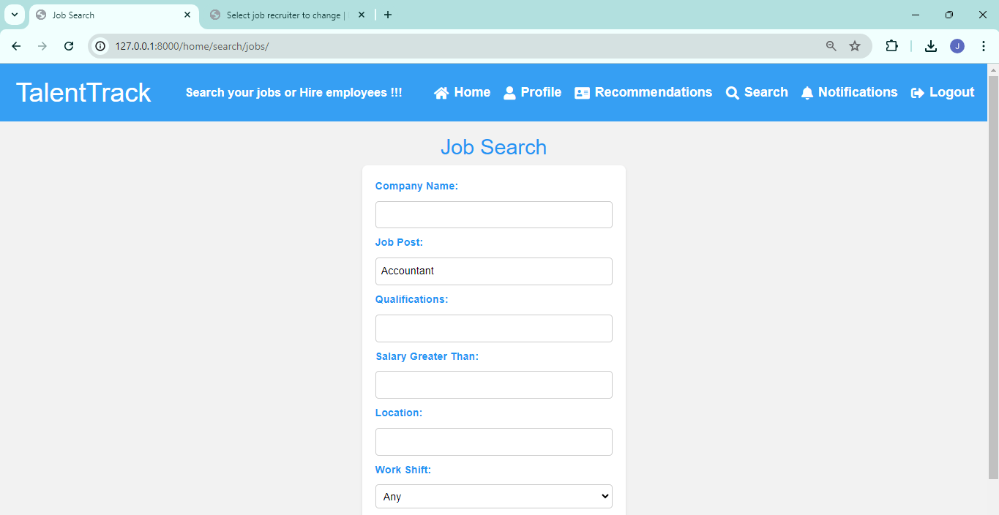 Job Search
Select job recruiter to change |
127.0.0.1:8000/home/search/jobs/
J
TalentTrack Search your jobs or Hire employees !!! Home Profile Recommendations Search Notifications Logout
Job Search
Company Name:
Job Post:
Accountant
Qualifications:
Salary Greater Than:
Location:
Work Shift:
Any